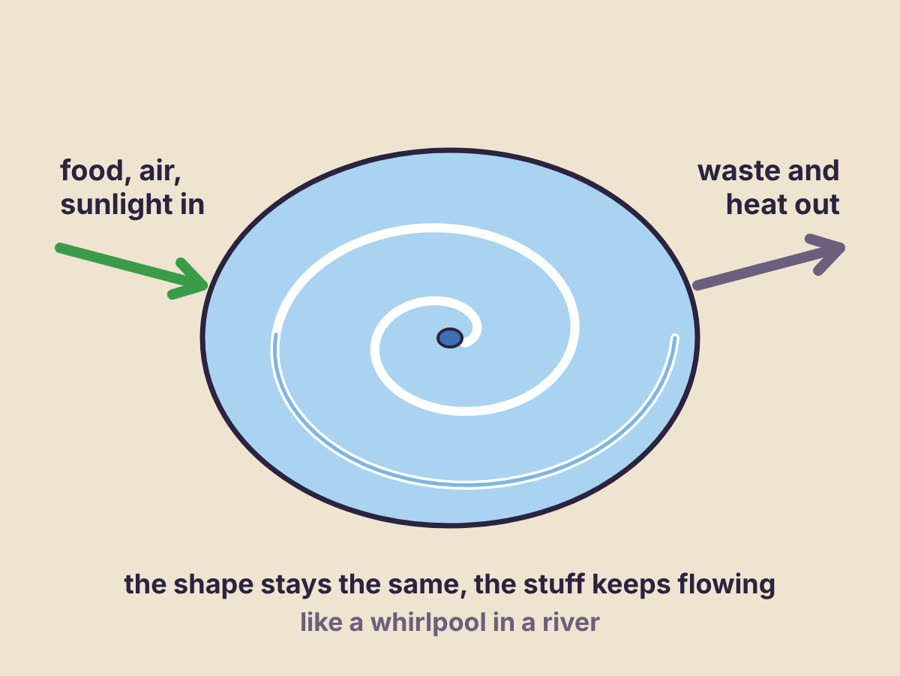 food, air,
sunlight in
waste and
heat out
the shape stays the same, the stuff keeps flowing
like a whirlpool in a river